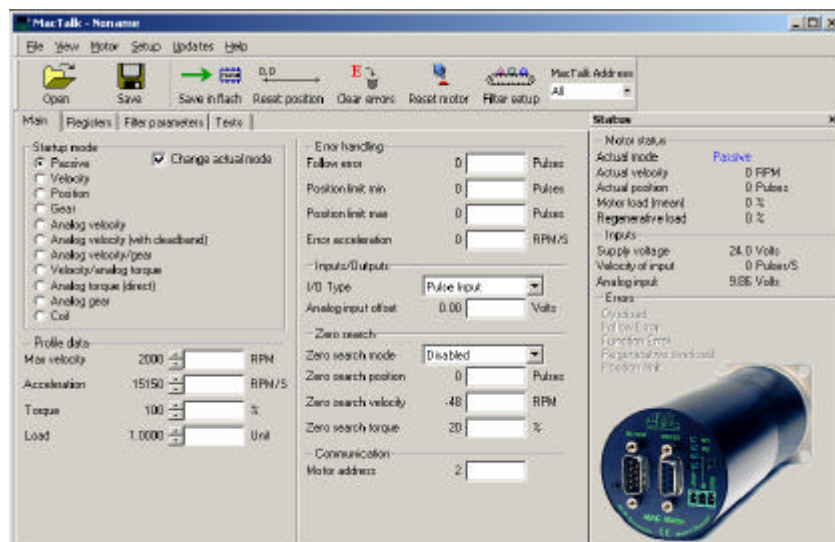 MacTalk - Noname
File View Motor Setup Updates Help
Open Save Save in flash Reset position Clear errors Reset motor Filter setup
0.0 E
MacTalk Address
All
Main Registers Filter parameters Tests
Startup mode
Passive
Change actual mode
Velocity
Position
Gear
Analog velocity
Analog velocity (with deadband)
Analog velocity/gear
Velocity/analog torque
Analog torque (direct)
Analog gear
Coil
Profile data
Max velocity 2000 RPM
Acceleration 15150 RPM/S
Torque 100 %
Load 1.0000 Unit
Error handling
Follow error 0 Pulses
Position limit min 0 Pulses
Position limit max 0 Pulses
Error acceleration 0 RPM/S
Inputs/Outputs
I/O Type Pulse Input
Analog input offset 0.00 Volts
Zero search
Zero search mode Disabled
Zero search position 0 Pulses
Zero search velocity -48 RPM
Zero search torque 20 %
Communication
Motor address 2
Status
Motor status
Actual mode Passive
Actual velocity 0 RPM
Actual position 0 Pulses
Motor load (mean) 0 %
Regenerative load 0 %
Inputs
Supply voltage 24.0 Volts
Velocity of input 0 Pulses/S
Analog input 9.86 Volts
Errors
Overload
Follow Error
Function Error
Regenerative overload
Position limit
MAC Motor
CE